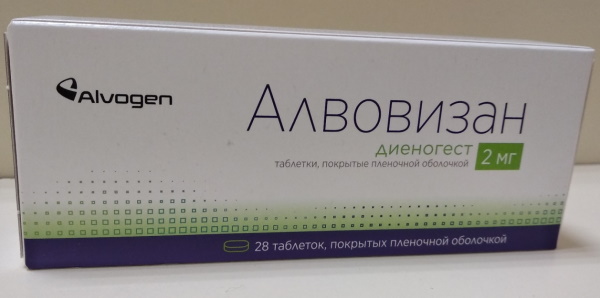 Alvogen
Алвовизан
диеногест
таблетки, покрытые пленочной оболочкой
2 мг
28 таблеток, покрытых пленочной оболочкой